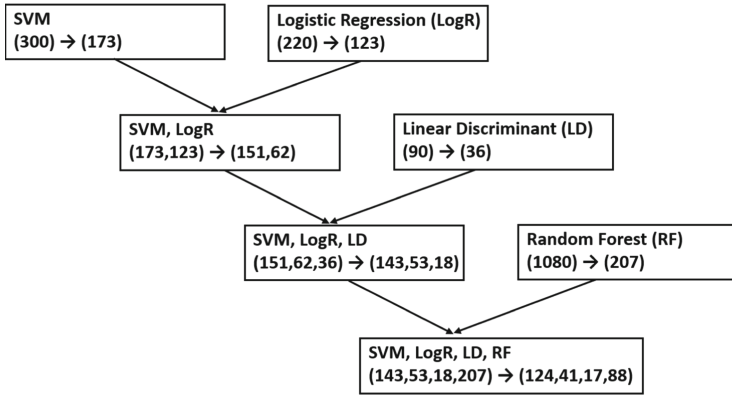 SVM
(300) → (173)
Logistic Regression (LogR)
(220) → (123)
SVM, LogR
(173,123) → (151,62)
Linear Discriminant (LD)
(90) → (36)
SVM, LogR, LD
(151,62,36) → (143,53,18)
Random Forest (RF)
(1080) → (207)
SVM, LogR, LD, RF
(143,53,18,207) → (124,41,17,88)